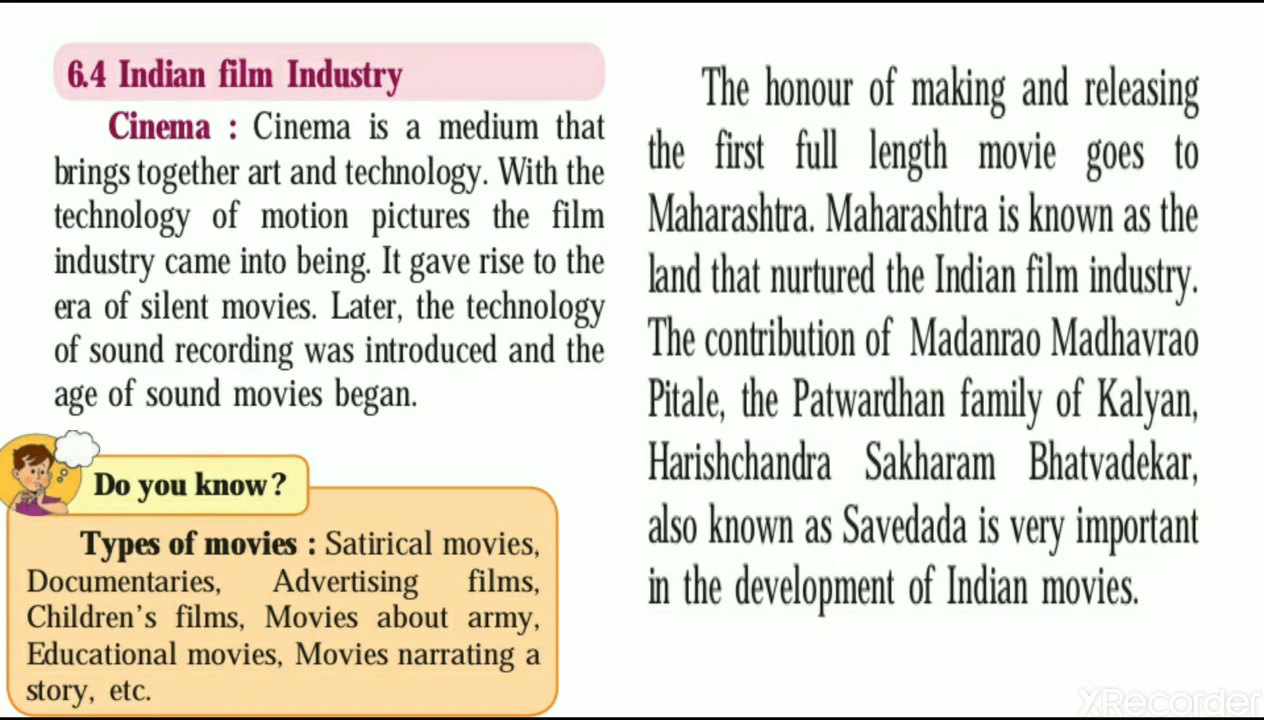 6.4 Indian film Industry
Cinema : Cinema is a medium that
brings together art and technology. With the
technology of motion pictures the film
industry came into being. It gave rise to the
era of silent movies. Later, the technology
of sound recording was introduced and the
age of sound movies began.
Do you know?
Types of movies : Satirical movies,
Documentaries, Advertising films,
Children's films, Movies about army,
Educational movies, Movies narrating a
story, etc.
The honour of making and releasing
the first full length movie goes to
Maharashtra. Maharashtra is known as the
land that nurtured the Indian film industry.
The contribution of Madanrao Madhavrao
Pitale, the Patwardhan family of Kalyan,
Harishchandra Sakharam Bhatvadekar,
also known as Savedada is very important
in the development of Indian movies.
XRecorder